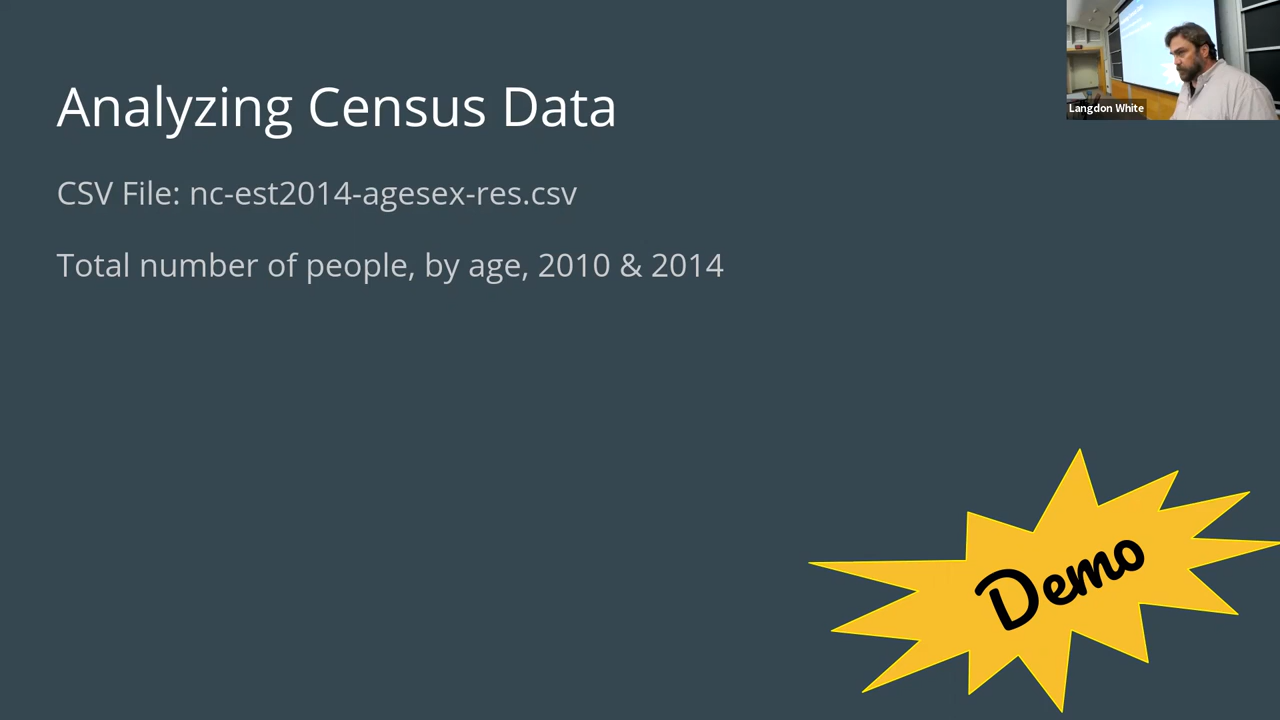 Analyzing Census Data
Langdon White
CSV File: nc-est2014-agesex-res.csv
Total number of people, by age, 2010 & 2014
Demo